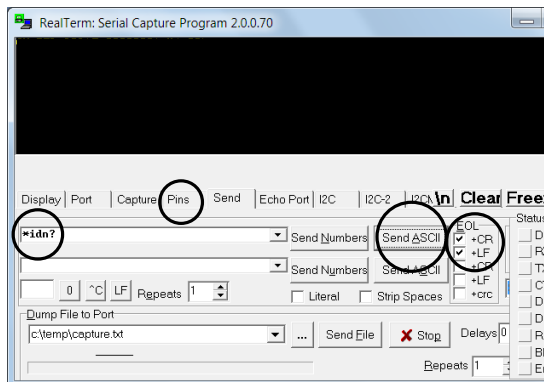 RealTerm: Serial Capture Program 2.0.0.70
Display Port Capture Pins Send Echo Port I2C I2C-2 \n Clear Freez
Status
*idn? Send Numbers Send ASCII EOL
+CR
+LF
Send Numbers Send ASCII +CR
+LF
0 ^C LF Repeats 1 Literal Strip Spaces +crc
Dump File to Port
c:\temp\capture.txt ... Send File Stop Delays 0
Repeats 1